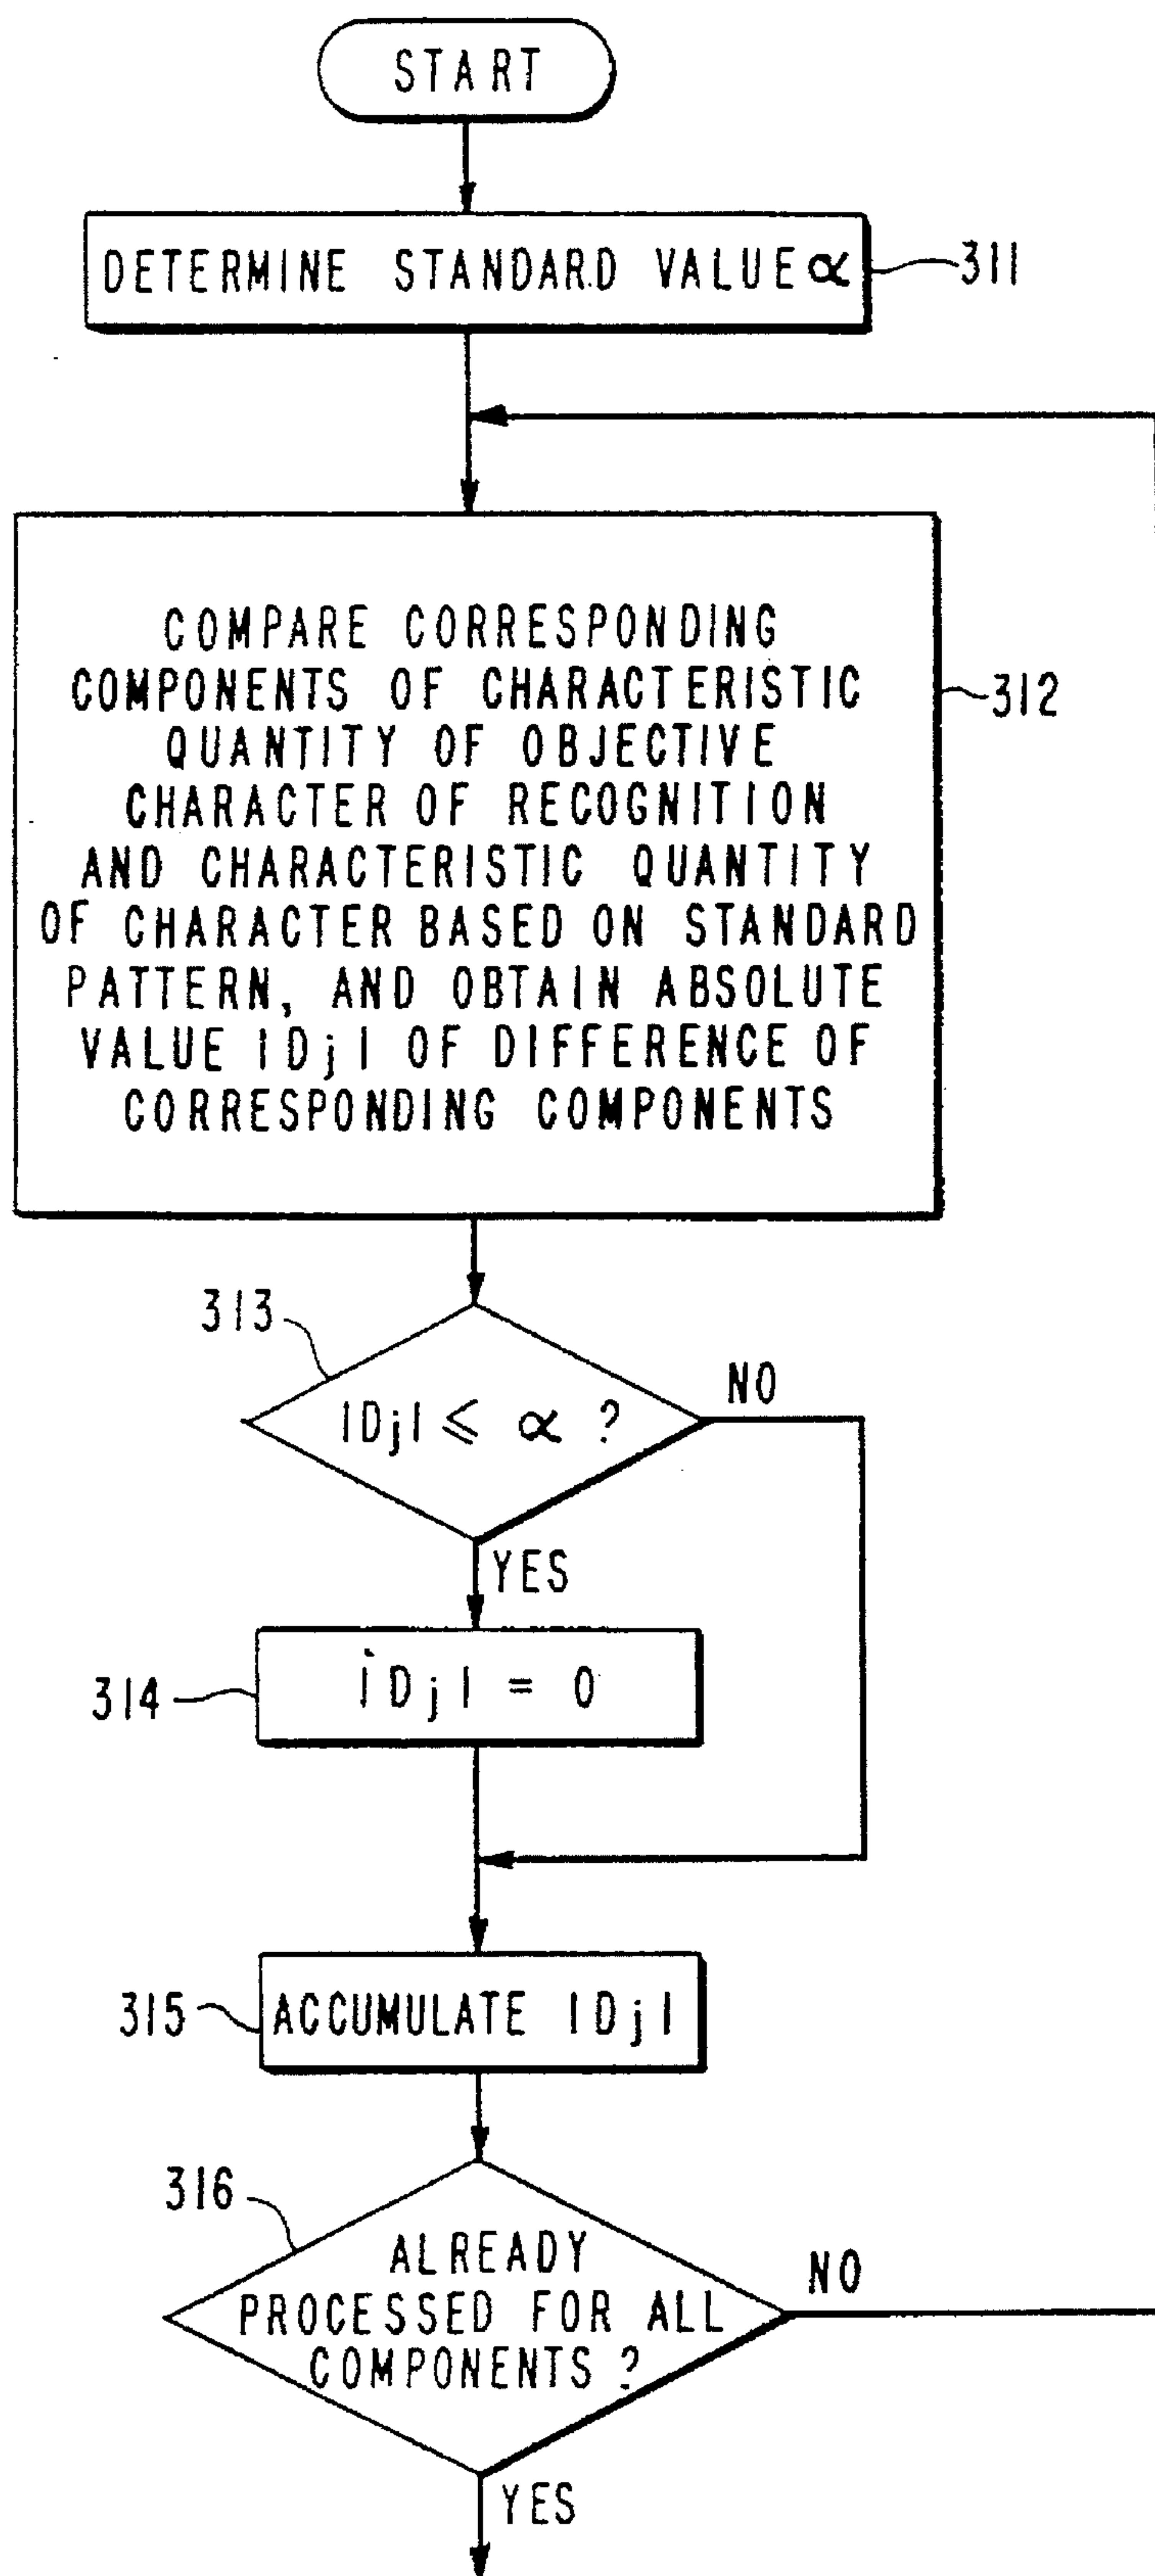 START
DETERMINE STANDARD VALUE α
311
COMPARE CORRESPONDING
COMPONENTS OF CHARACTERISTIC
QUANTITY OF OBJECTIVE
CHARACTER OF RECOGNITION
AND CHARACTERISTIC QUANTITY
OF CHARACTER BASED ON STANDARD
PATTERN, AND OBTAIN ABSOLUTE
VALUE |Dj| OF DIFFERENCE OF
CORRESPONDING COMPONENTS
312
313
|Dj| ≤ α ?
NO
YES
314
|Dj| = 0
315
ACCUMULATE |Dj|
316
ALREADY
PROCESSED FOR ALL
COMPONENTS ?
NO
YES